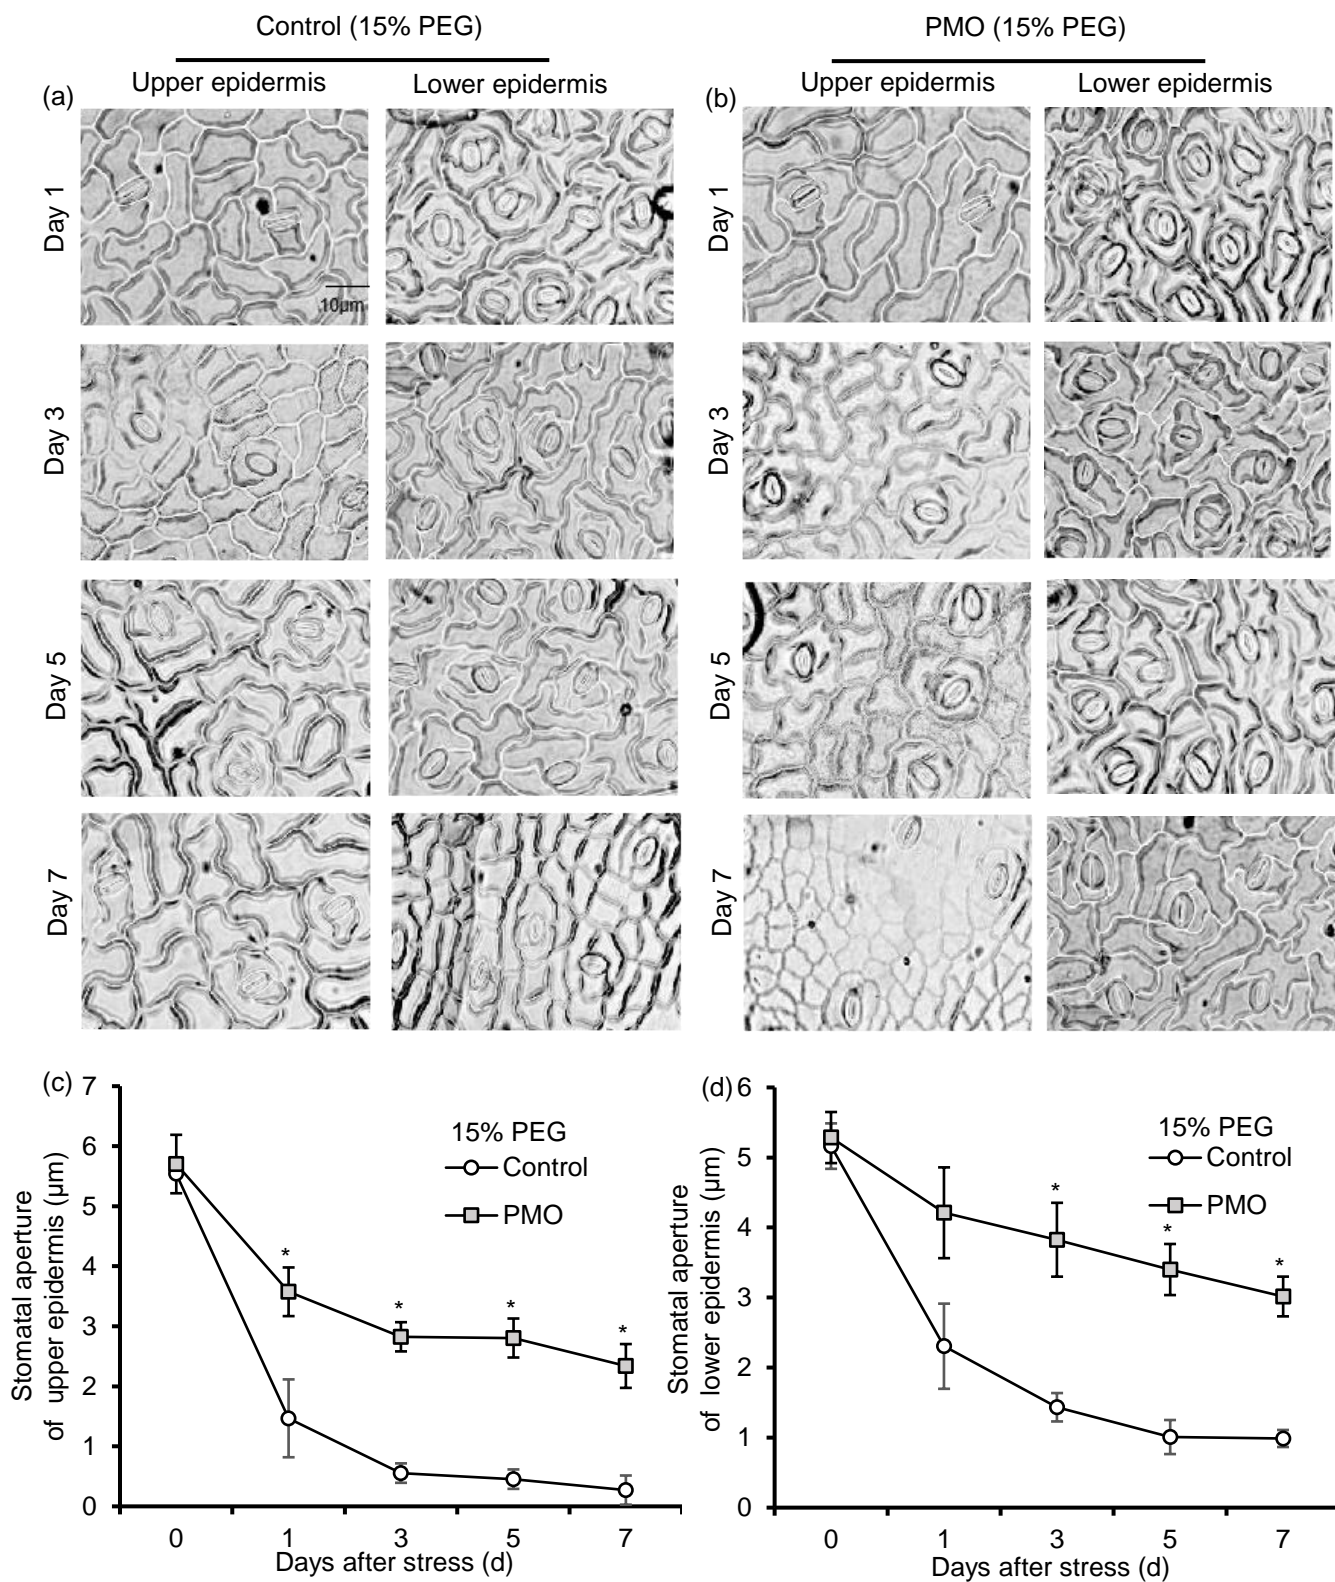 Control (15% PEG)
PMO (15% PEG)
Upper epidermis
Lower epidermis
Upper epidermis
Lower epidermis
(a)
(b)
Day 1
Day 1
10µm
Day 3
Day 3
Day 5
Day 5
Day 7
Day 7
(c)
7
6
5
4
3
2
1
0
Stomatal aperture
of upper epidermis (µm)
15% PEG
Control
PMO
*
*
*
*
0 1 3 5 7
Days after stress (d)
(d)
6
5
4
3
2
1
0
Stomatal aperture
of lower epidermis (µm)
15% PEG
Control
PMO
*
*
*
0 1 3 5 7
Days after stress (d)